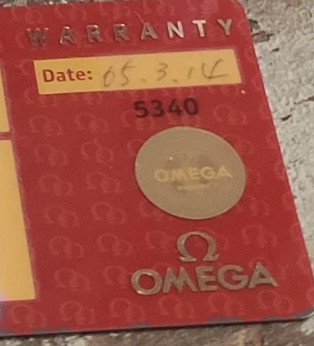 WARRANTY
Date: 05.3.14
5340
OMEGA
Ω
OMEGA